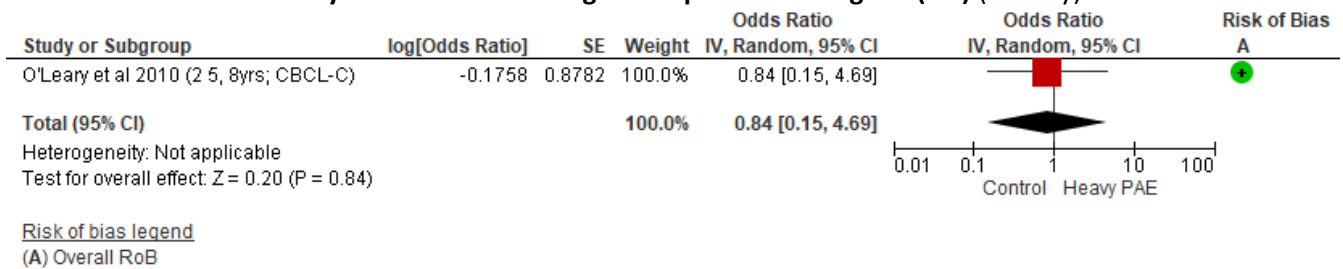 Odds Ratio Odds Ratio Risk of Bias
Study or Subgroup log[Odds Ratio] SE Weight IV, Random, 95% CI IV, Random, 95% CI A
O'Leary et al 2010 (2 5, 8yrs; CBCL-C) -0.1758 0.8782 100.0% 0.84 [0.15, 4.69] +
Total (95% CI) 100.0% 0.84 [0.15, 4.69]
Heterogeneity: Not applicable
Test for overall effect: Z = 0.20 (P = 0.84)
0.01 0.1 1 10 100
Control Heavy PAE
Risk of bias legend
(A) Overall RoB